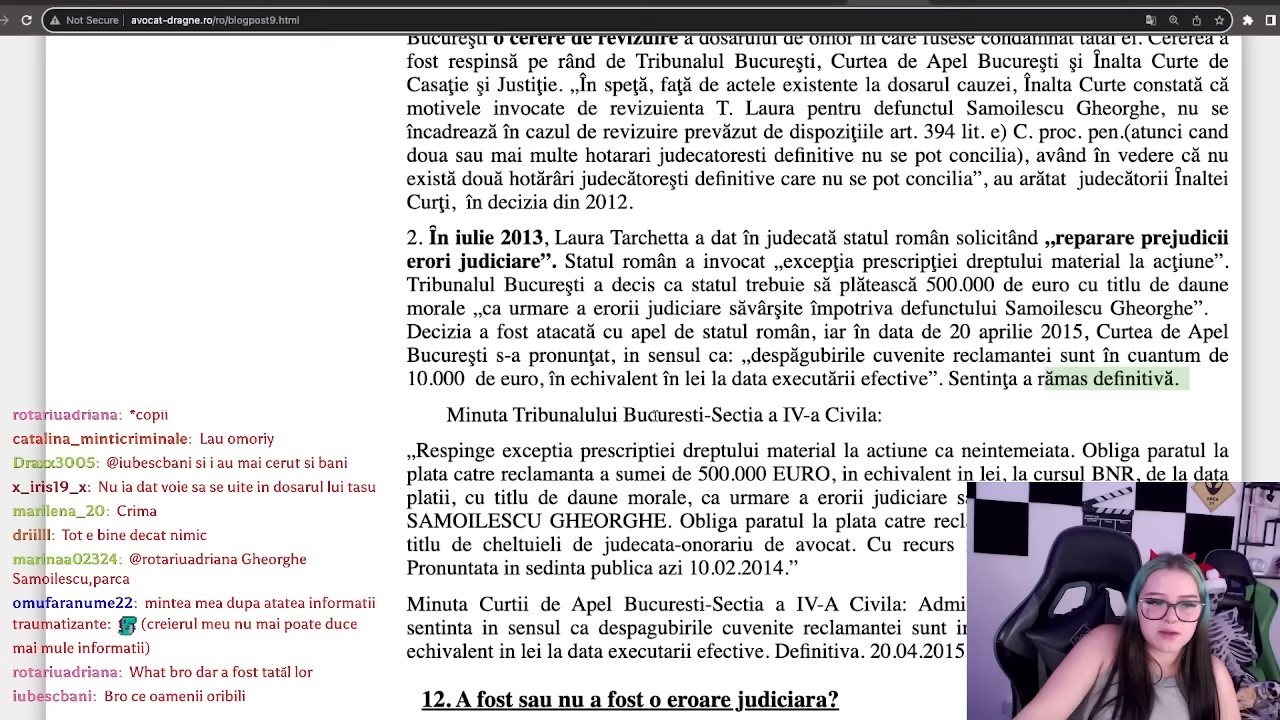 Not Secure | avocat-dragne.ro/ro/blogpost9.html
Bucureşti o cerere de revizuire a dosarului de omor în care fusese condamnat tatăl ei. Cererea a
fost respinsă pe rând de Tribunalul Bucureşti, Curtea de Apel Bucureşti şi Înalta Curte de
Casaţie şi Justiţie. „În speţă, faţă de actele existente la dosarul cauzei, Înalta Curte constată că
motivele invocate de revizuienta T. Laura pentru defunctul Samoilescu Gheorghe, nu se
încadrează în cazul de revizuire prevăzut de dispoziţiile art. 394 lit. e) C. proc. pen.(atunci cand
doua sau mai multe hotarari judecatoresti definitive nu se pot concilia), având în vedere că nu
există două hotărâri judecătoreşti definitive care nu se pot concilia”, au arătat judecătorii Înaltei
Curţi, în decizia din 2012.
2. În iulie 2013, Laura Tarchetta a dat în judecată statul român solicitând „reparare prejudicii
erori judiciare”. Statul român a invocat „excepţia prescripţiei dreptului material la acţiune”.
Tribunalul Bucureşti a decis ca statul trebuie să plătească 500.000 de euro cu titlu de daune
morale „ca urmare a erorii judiciare săvârşite împotriva defunctului Samoilescu Gheorghe”.
Decizia a fost atacată cu apel de statul român, iar în data de 20 aprilie 2015, Curtea de Apel
Bucureşti s-a pronunţat, in sensul ca: „despăgubirile cuvenite reclamantei sunt în cuantum de
10.000 de euro, în echivalent în lei la data executării efective”. Sentinţa a rămas definitivă.
Minuta Tribunalului Bucuresti-Sectia a IV-a Civila:
„Respinge exceptia prescriptiei dreptului material la actiune ca neintemeiata. Obliga paratul la
plata catre reclamanta a sumei de 500.000 EURO, in echivalent in lei, la cursul BNR, de la data
platii, cu titlu de daune morale, ca urmare a erorii judiciare
SAMOILESCU GHEORGHE. Obliga paratul la plata catre
titlu de cheltuieli de judecata-onorariu de avocat. Cu recurs
Pronuntata in sedinta publica azi 10.02.2014.”
Minuta Curtii de Apel Bucuresti-Sectia a IV-A Civila:
sentinta in sensul ca despagubirile cuvenite reclamantei sunt
echivalent in lei la data executarii efective. Definitiva. 20.04.2015
12. A fost sau nu a fost o eroare judiciara?
rotariuadriana: *copii
catalina_minticriminale: Lau omoriy
Draxx3005: @iubescbani si i au mai cerut si bani
x_iris19_x: Nu ia dat voie sa se uite in dosarul lui tasu
marilena_20: Crima
driilll: Tot e bine decat nimic
marinaa02324: @rotariuadriana Gheorghe
Samoilescu,parca
omufaranume22: mintea mea dupa atatea informatii
traumatizante: (creierul meu nu mai poate duce
mai mule informatii)
rotariuadriana: What bro dar a fost tatăl lor
iubescbani: Bro ce oamenii oribili